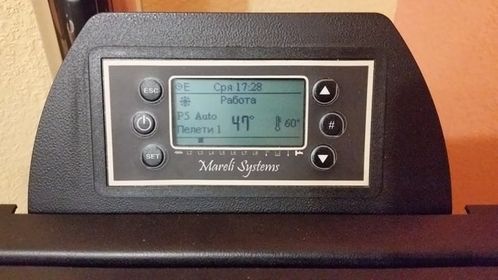 ESC
SET
E Сря 17:28
Работа
P5 Auto
Пелети 1
47°
60°
#
Mareli Systems